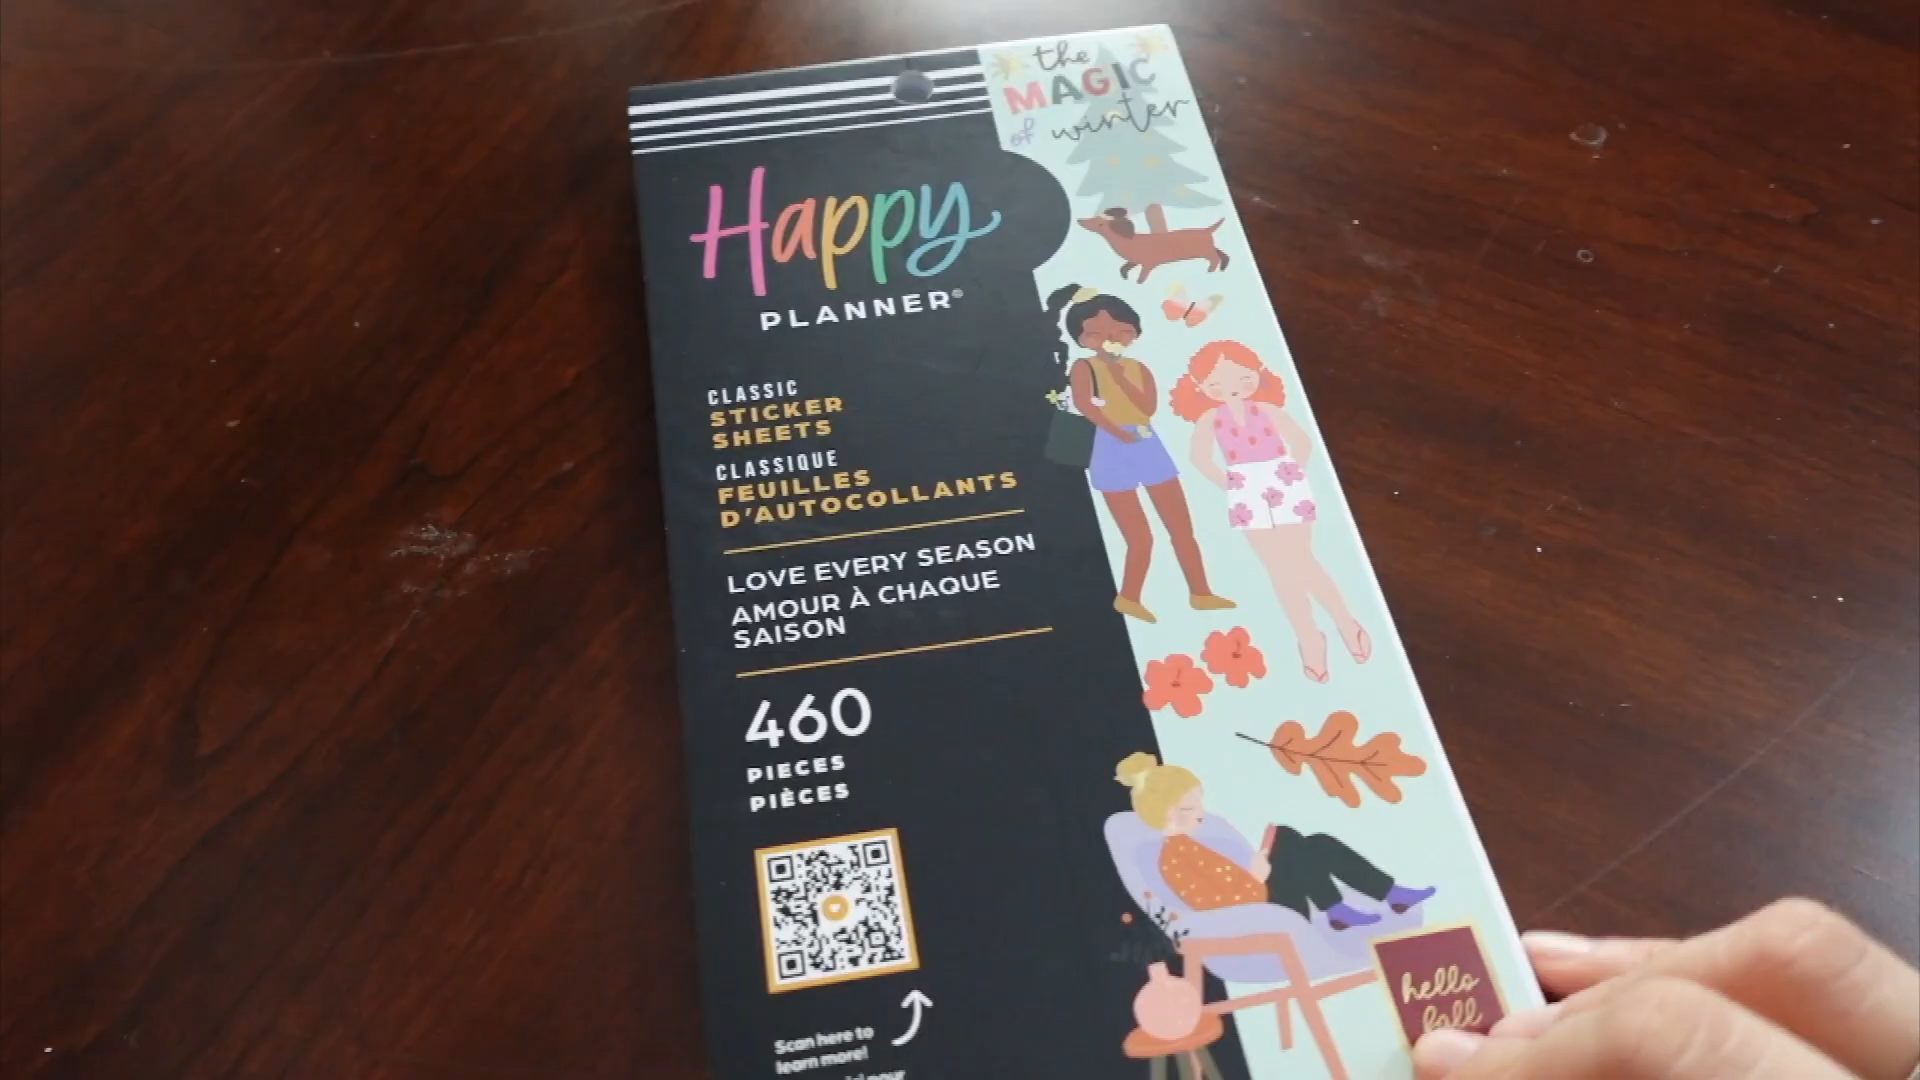 the
MAGIC
of winter
Happy
PLANNER®
CLASSIC
STICKER
SHEETS
CLASSIQUE
FEUILLES
D'AUTOCOLLANTS
LOVE EVERY SEASON
AMOUR À CHAQUE
SAISON
460
PIECES
PIÈCES
Scan here to
learn more!
hello
fall